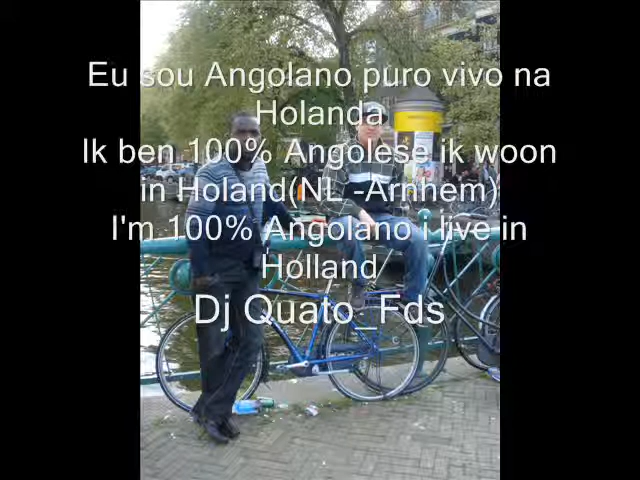 Eu sou Angolano puro vivo na
Holanda
Ik ben 100% Angolese ik woon
in Holand(NL -Arnhem)
I'm 100% Angolano i live in
Holland
Dj Quato_Fds